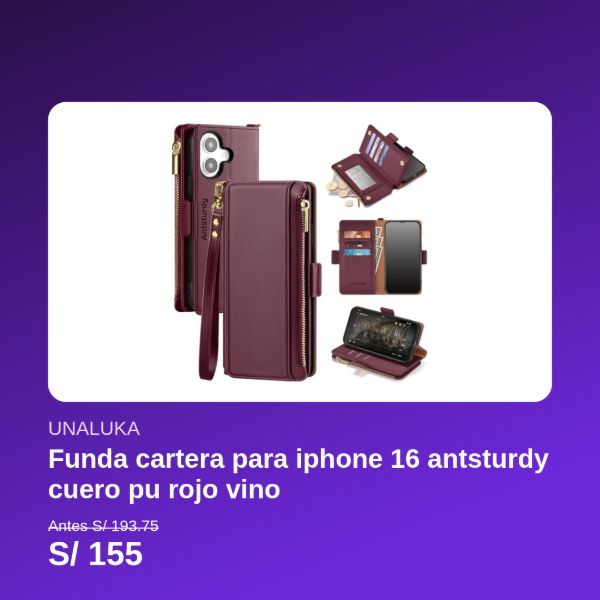 Antsturdy
UNALUKA
Funda cartera para iphone 16 antsturdy
cuero pu rojo vino
Antes S/ 193.75
S/ 155